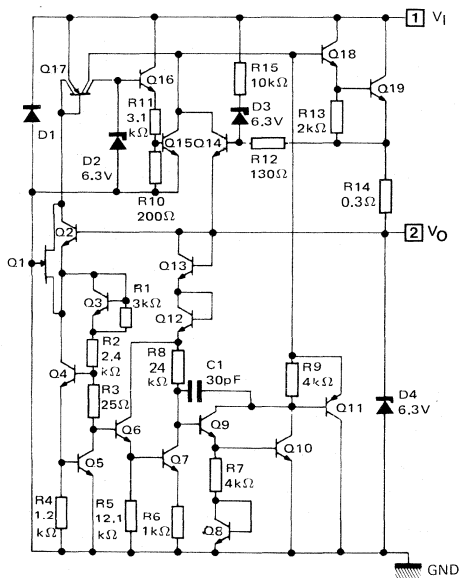 1 VI
Q18
Q17
Q16
R15
10kΩ
Q19
R11
3.1
kΩ
D3
6,3V
R13
2kΩ
D1
D2
6.3V
Q15
Q14
R12
130Ω
R10
200Ω
R14
0.3Ω
2 VO
Q2
Q1
Q13
Q3
R1
3kΩ
Q12
R2
2,4
kΩ
R8
24
kΩ
C1
30pF
Q4
R3
25Ω
R9
4kΩ
Q11
D4
6,3V
Q6
Q9
Q10
Q5
Q7
R7
4kΩ
R4
1.2
kΩ
R5
12,1
kΩ
R6
1kΩ
Q8
GND